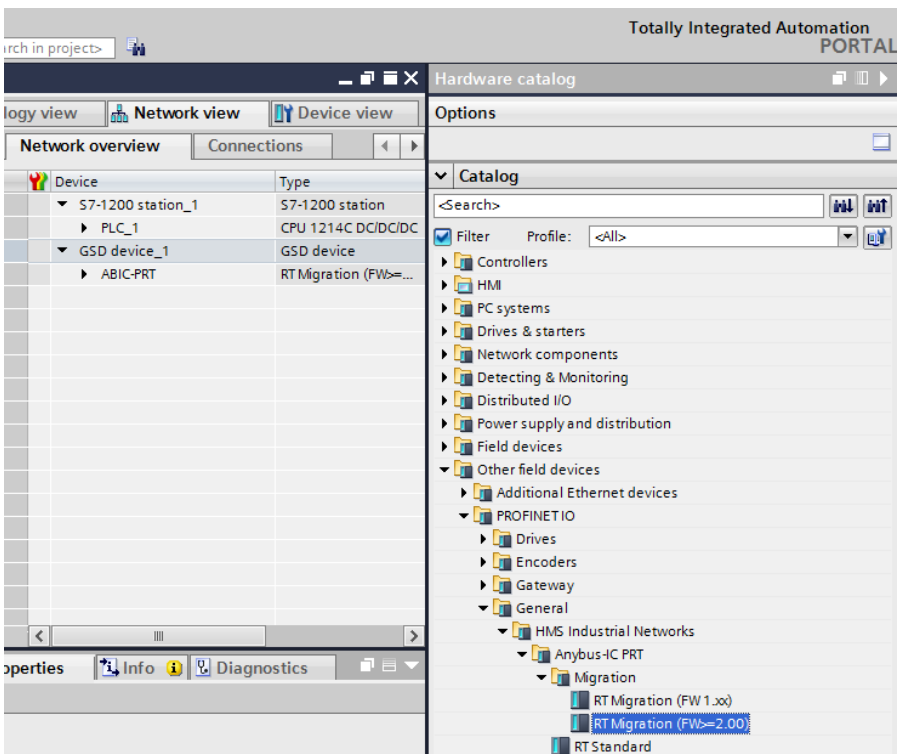 Totally Integrated Automation
PORTAL
arch in project>
Hardware catalog
logy view Network view Device view
Options
Network overview Connections
Catalog
Device Type
<Search>
S7-1200 station_1 S7-1200 station
PLC_1 CPU 1214C DC/DC/DC
Filter Profile: <All>
GSD device_1 GSD device
ABIC-PRT RT Migration (FW>=...
Controllers
HMI
PC systems
Drives & starters
Network components
Detecting & Monitoring
Distributed I/O
Power supply and distribution
Field devices
Other field devices
Additional Ethernet devices
PROFINET IO
Drives
Encoders
Gateway
General
HMS Industrial Networks
Anybus-IC PRT
Migration
RT Migration (FW 1.xx)
RT Migration (FW>=2.00)
RT Standard
operties Info Diagnostics